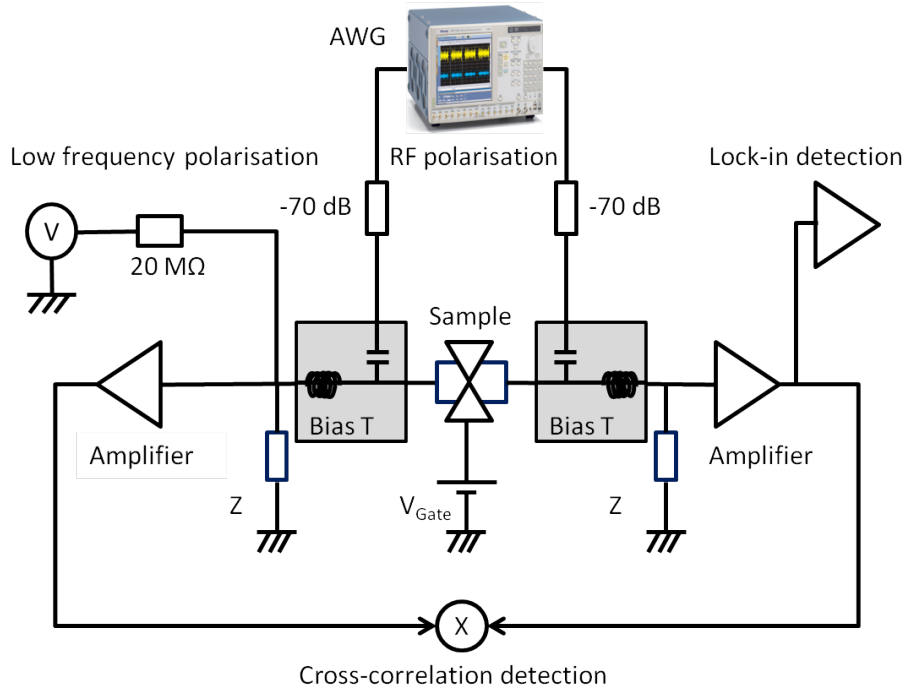 AWG
Low frequency polarisation
RF polarisation
Lock-in detection
-70 dB
-70 dB
V
20 MΩ
Sample
Bias T
Bias T
Amplifier
Amplifier
Z
V_Gate
Z
X
Cross-correlation detection